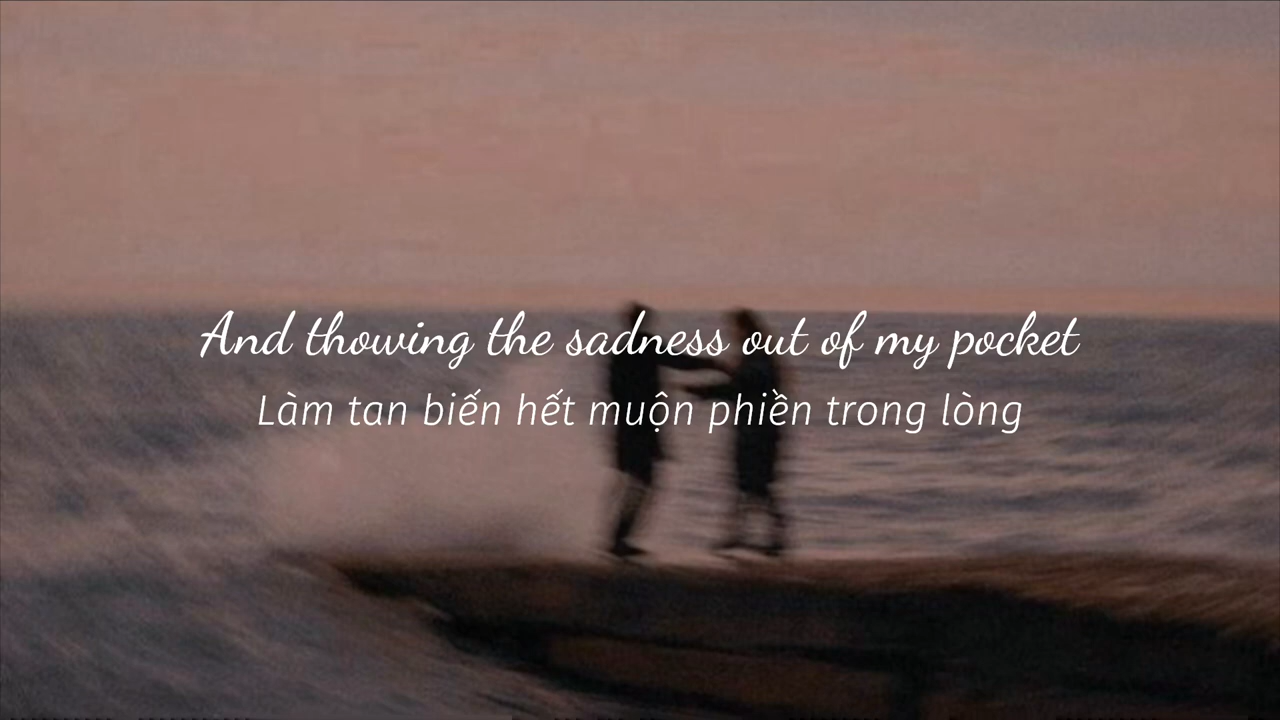 And thowing the sadness out of my pocket
Làm tan biến hết muộn phiền trong lòng